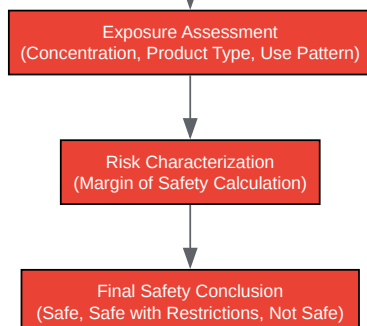 Exposure Assessment
(Concentration, Product Type, Use Pattern)
Risk Characterization
(Margin of Safety Calculation)
Final Safety Conclusion
(Safe, Safe with Restrictions, Not Safe)